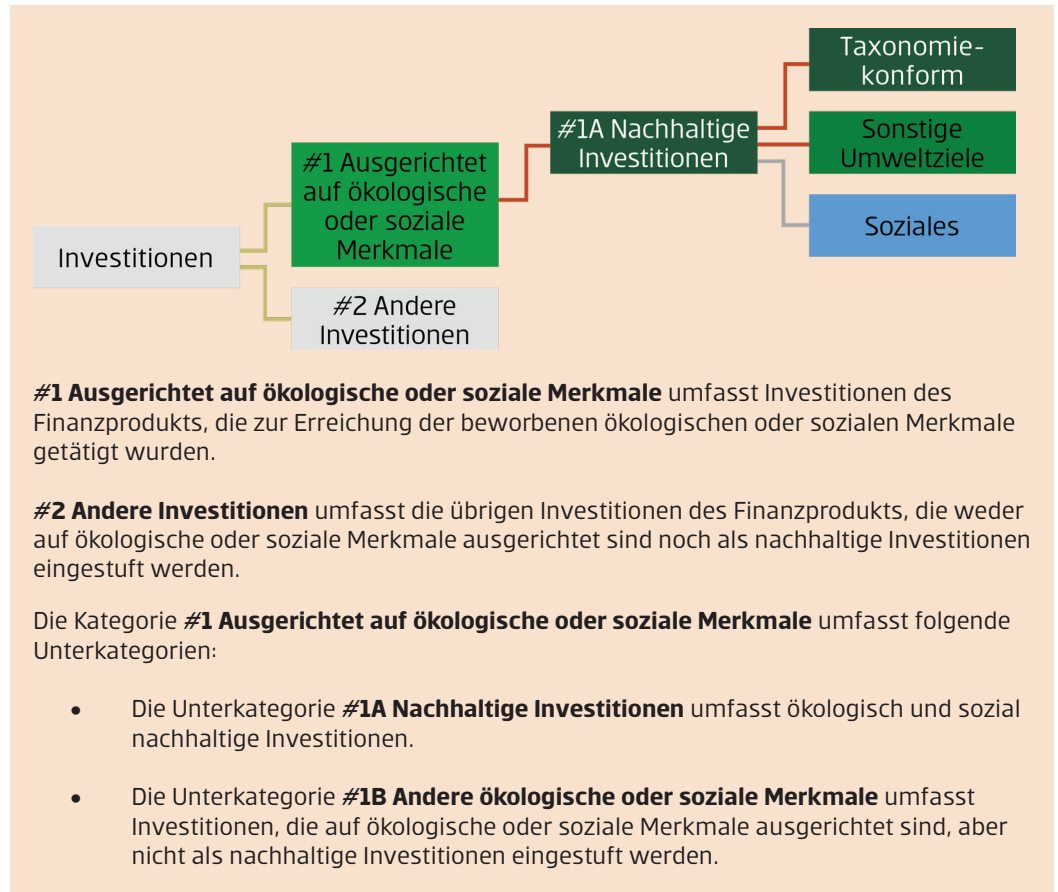 Taxonomie-
konform
#1A Nachhaltige
Investitionen
Sonstige
Umweltziele
#1 Ausgerichtet
auf ökologische
oder soziale
Merkmale
Soziales
Investitionen
#2 Andere
Investitionen
#1 Ausgerichtet auf ökologische oder soziale Merkmale umfasst Investitionen des
Finanzprodukts, die zur Erreichung der beworbenen ökologischen oder sozialen Merkmale
getätigt wurden.
#2 Andere Investitionen umfasst die übrigen Investitionen des Finanzprodukts, die weder
auf ökologische oder soziale Merkmale ausgerichtet sind noch als nachhaltige Investitionen
eingestuft werden.
Die Kategorie #1 Ausgerichtet auf ökologische oder soziale Merkmale umfasst folgende
Unterkategorien:
• Die Unterkategorie #1A Nachhaltige Investitionen umfasst ökologisch und sozial
nachhaltige Investitionen.
• Die Unterkategorie #1B Andere ökologische oder soziale Merkmale umfasst
Investitionen, die auf ökologische oder soziale Merkmale ausgerichtet sind, aber
nicht als nachhaltige Investitionen eingestuft werden.